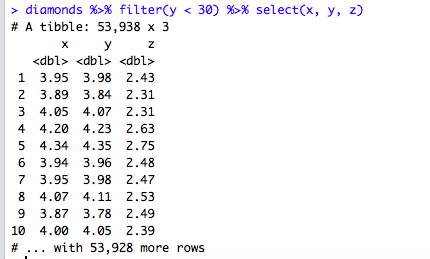 > diamonds %>% filter(y < 30) %>% select(x, y, z)
# A tibble: 53,938 x 3
       x     y     z
   <dbl> <dbl> <dbl>
 1  3.95  3.98  2.43
 2  3.89  3.84  2.31
 3  4.05  4.07  2.31
 4  4.20  4.23  2.63
 5  4.34  4.35  2.75
 6  3.94  3.96  2.48
 7  3.95  3.98  2.47
 8  4.07  4.11  2.53
 9  3.87  3.78  2.49
10  4.00  4.05  2.39
# ... with 53,928 more rows